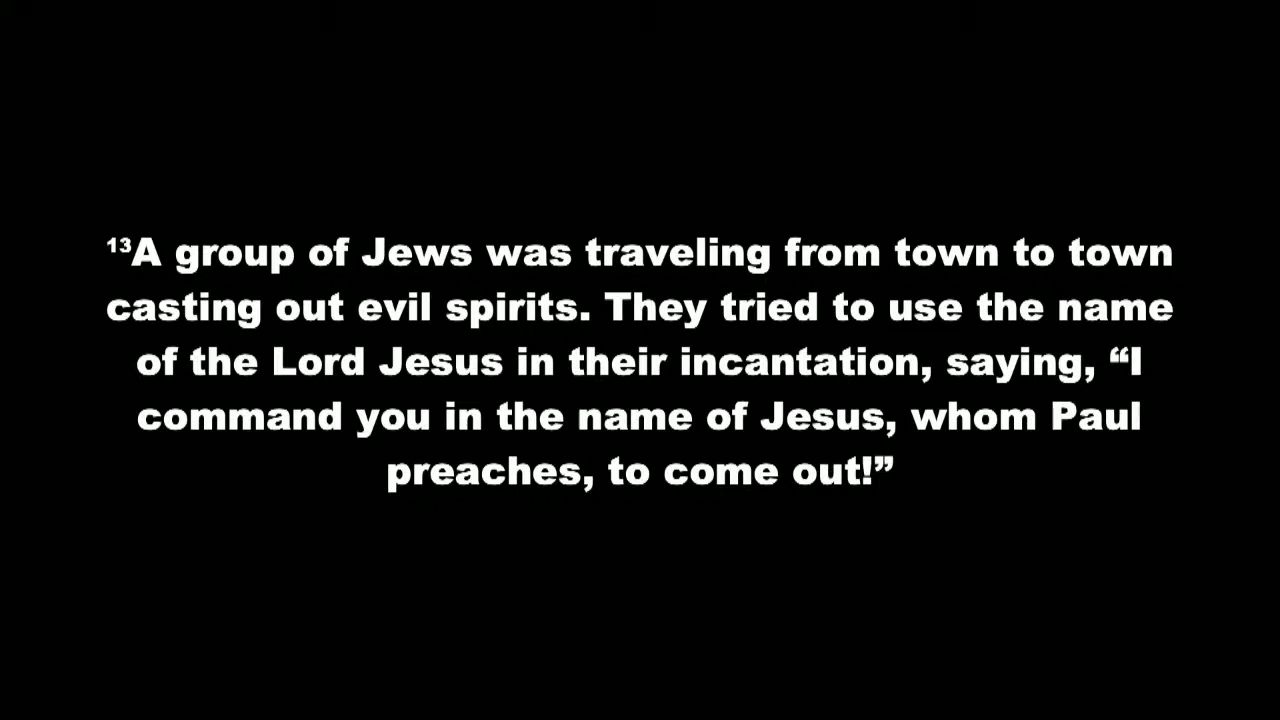 ¹³A group of Jews was traveling from town to town
casting out evil spirits. They tried to use the name
of the Lord Jesus in their incantation, saying, “I
command you in the name of Jesus, whom Paul
preaches, to come out!”